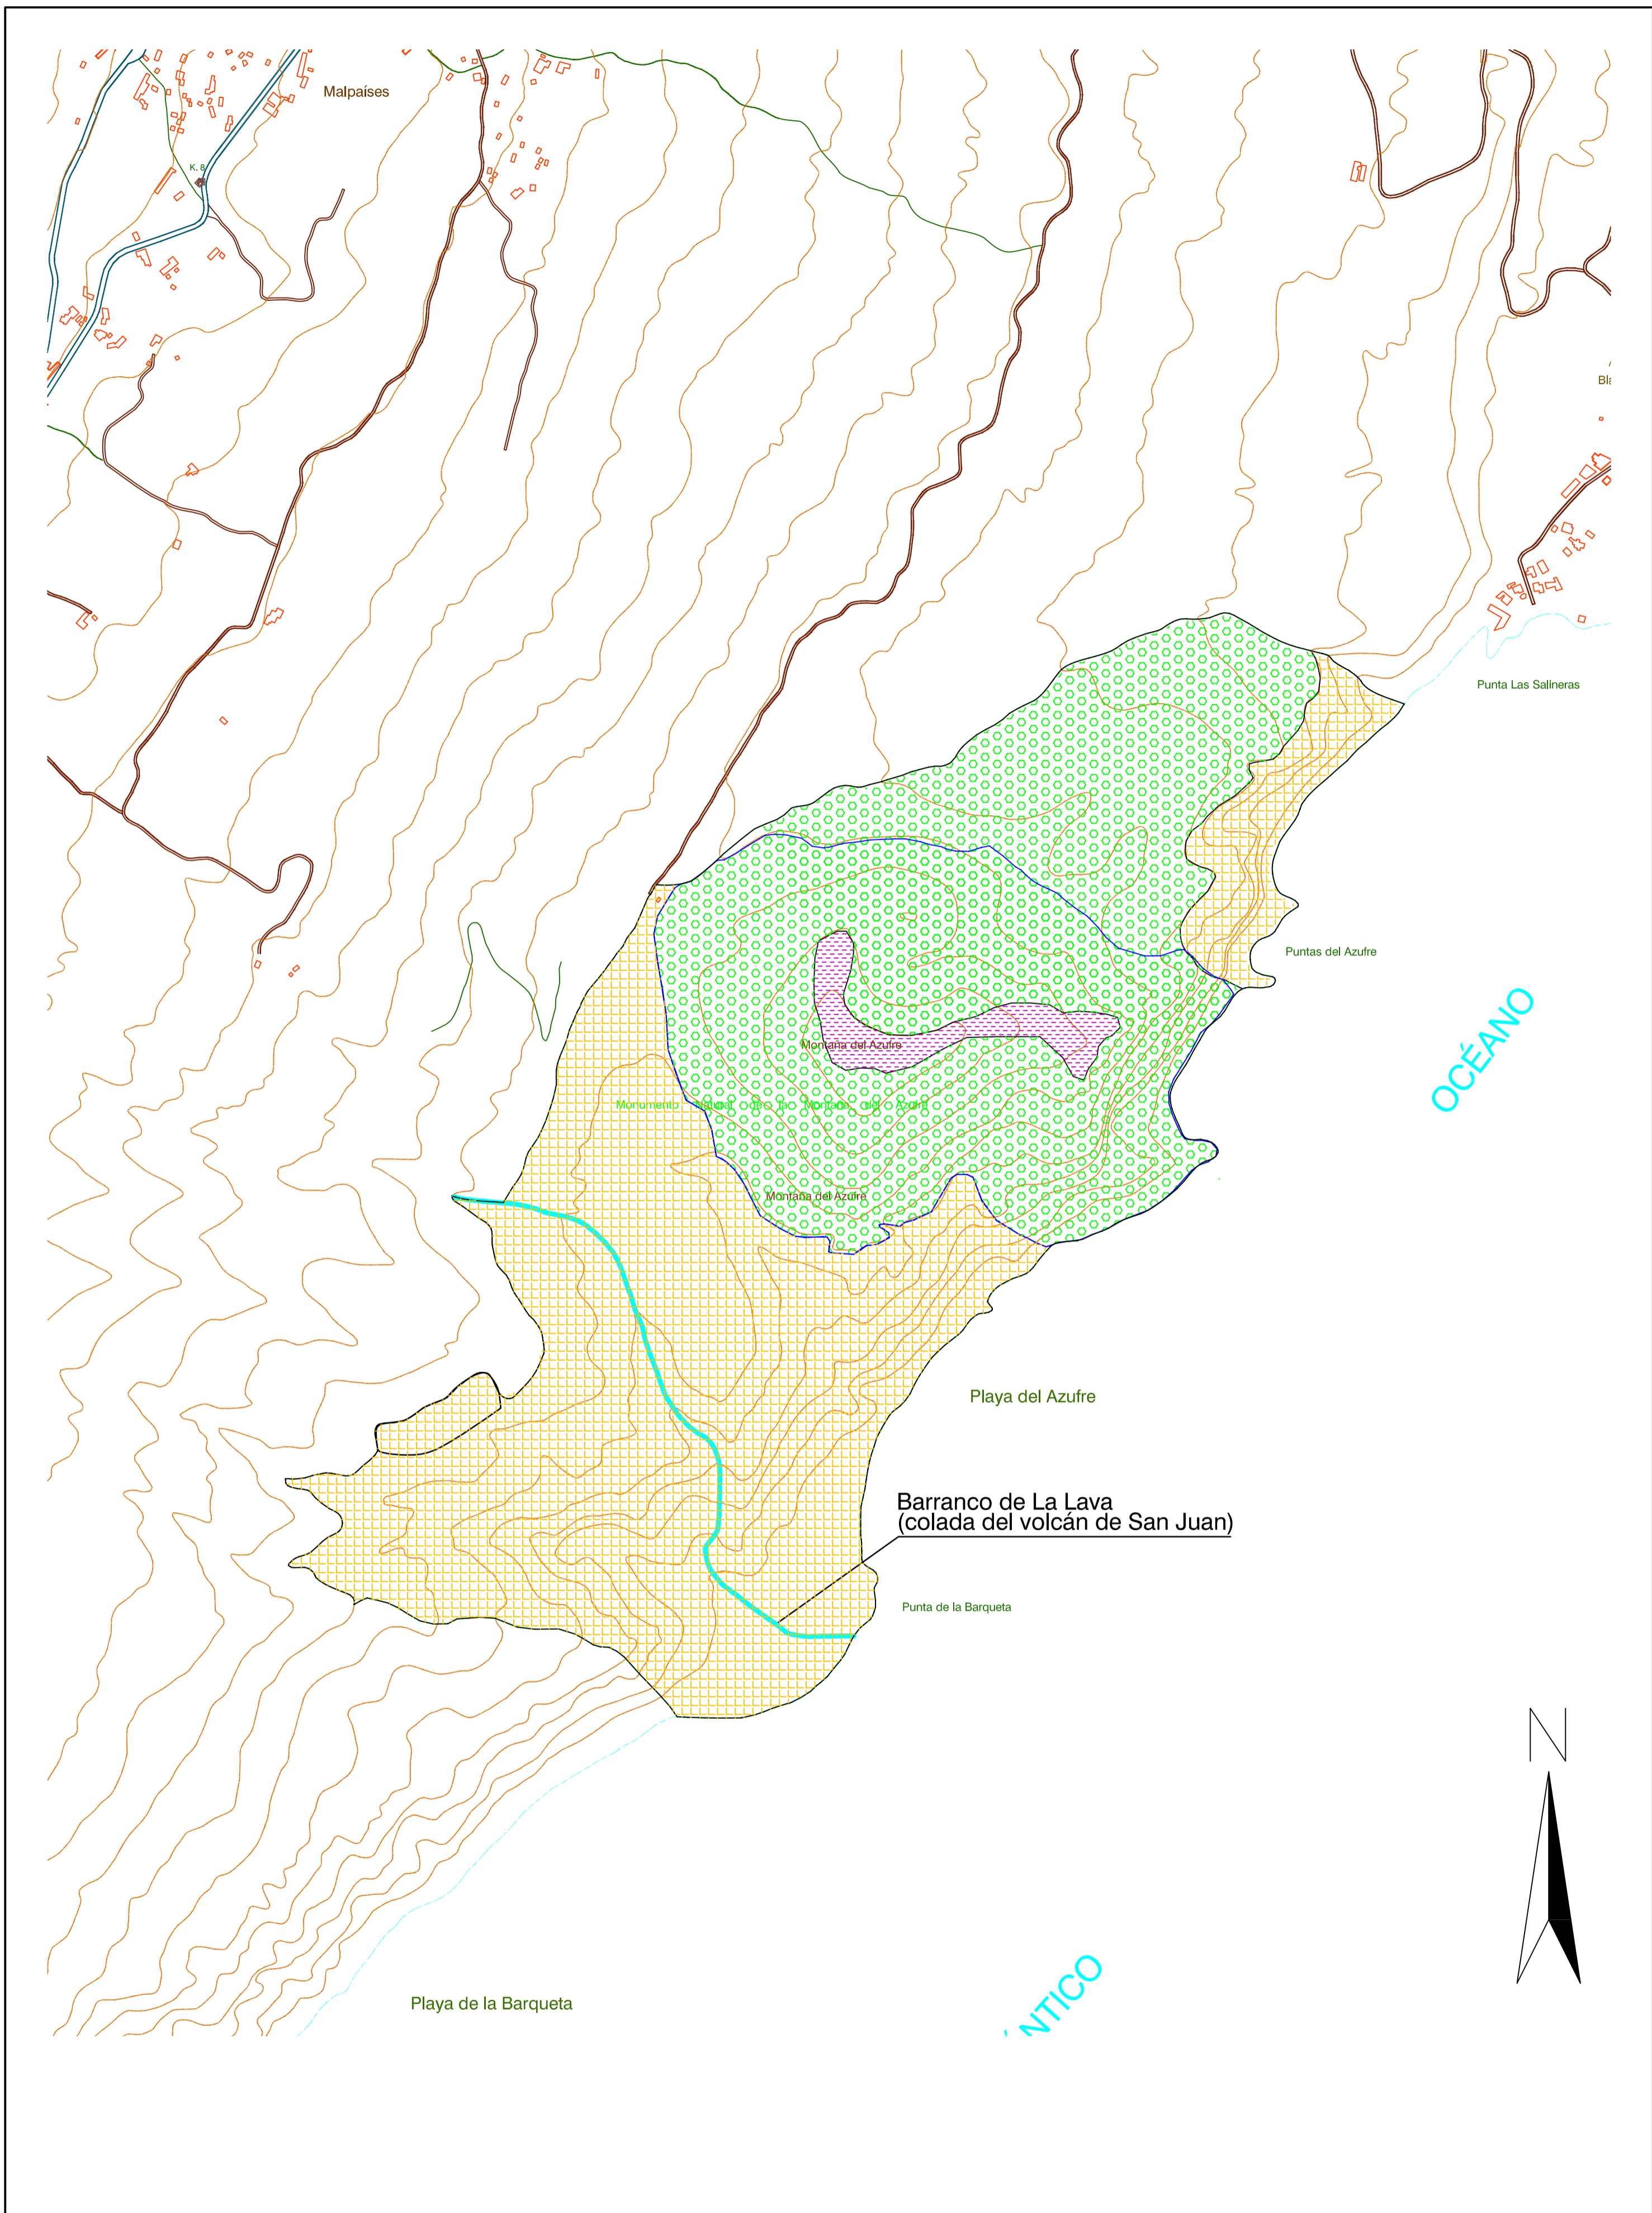 Malpaíses
K. 8
Bla
Punta Las Salineras
Puntas del Azufre
OCÉANO
Montaña del Azufre
Monumento Natural de la Montaña del Azufre
Montaña del Azufre
Playa del Azufre
Barranco de La Lava
(colada del volcán de San Juan)
Punta de la Barqueta
N
NTICO
Playa de la Barqueta